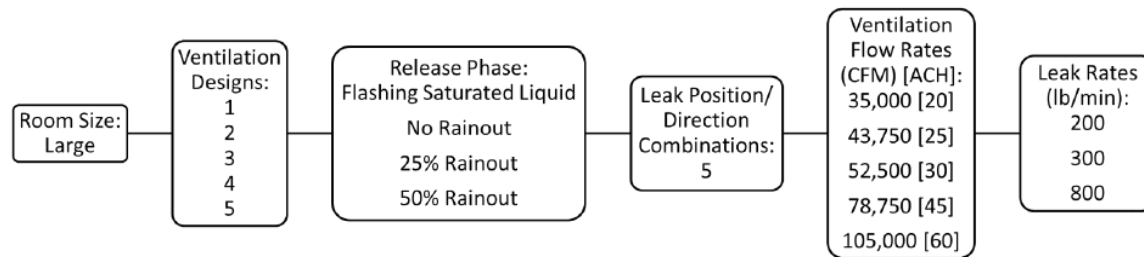 Room Size:
Large
Ventilation
Designs:
1
2
3
4
5
Release Phase:
Flashing Saturated Liquid
No Rainout
25% Rainout
50% Rainout
Leak Position/
Direction
Combinations:
5
Ventilation
Flow Rates
(CFM) [ACH]:
35,000 [20]
43,750 [25]
52,500 [30]
78,750 [45]
105,000 [60]
Leak Rates
(lb/min):
200
300
800